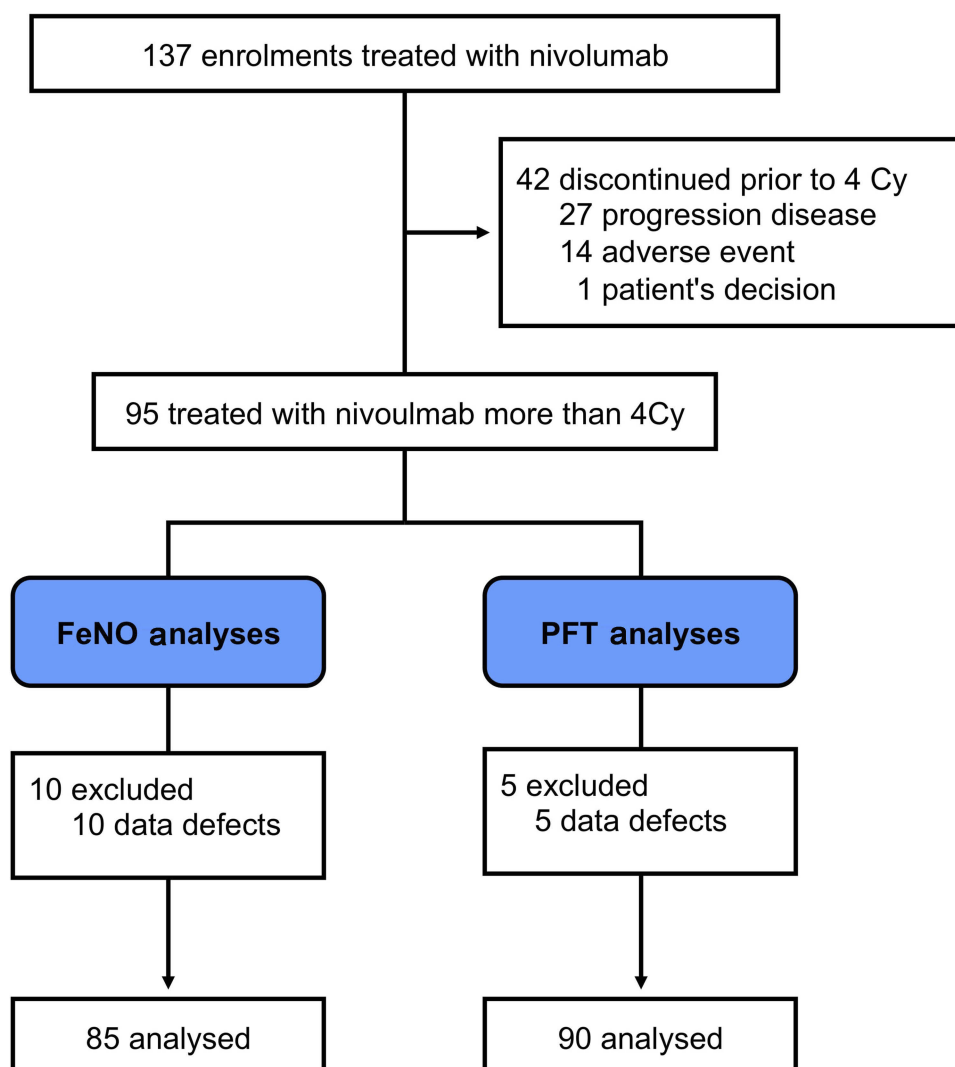 137 enrolments treated with nivolumab
42 discontinued prior to 4 Cy
27 progression disease
14 adverse event
1 patient's decision
95 treated with nivoulmab more than 4Cy
FeNO analyses
PFT analyses
10 excluded
10 data defects
5 excluded
5 data defects
85 analysed
90 analysed